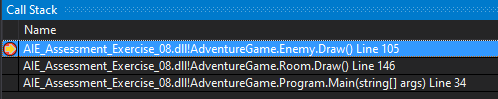 Call Stack
Name
AIE_Assessment_Exercise_08.dll!AdventureGame.Enemy.Draw() Line 105
AIE_Assessment_Exercise_08.dll!AdventureGame.Room.Draw() Line 146
AIE_Assessment_Exercise_08.dll!AdventureGame.Program.Main(string[] args) Line 34